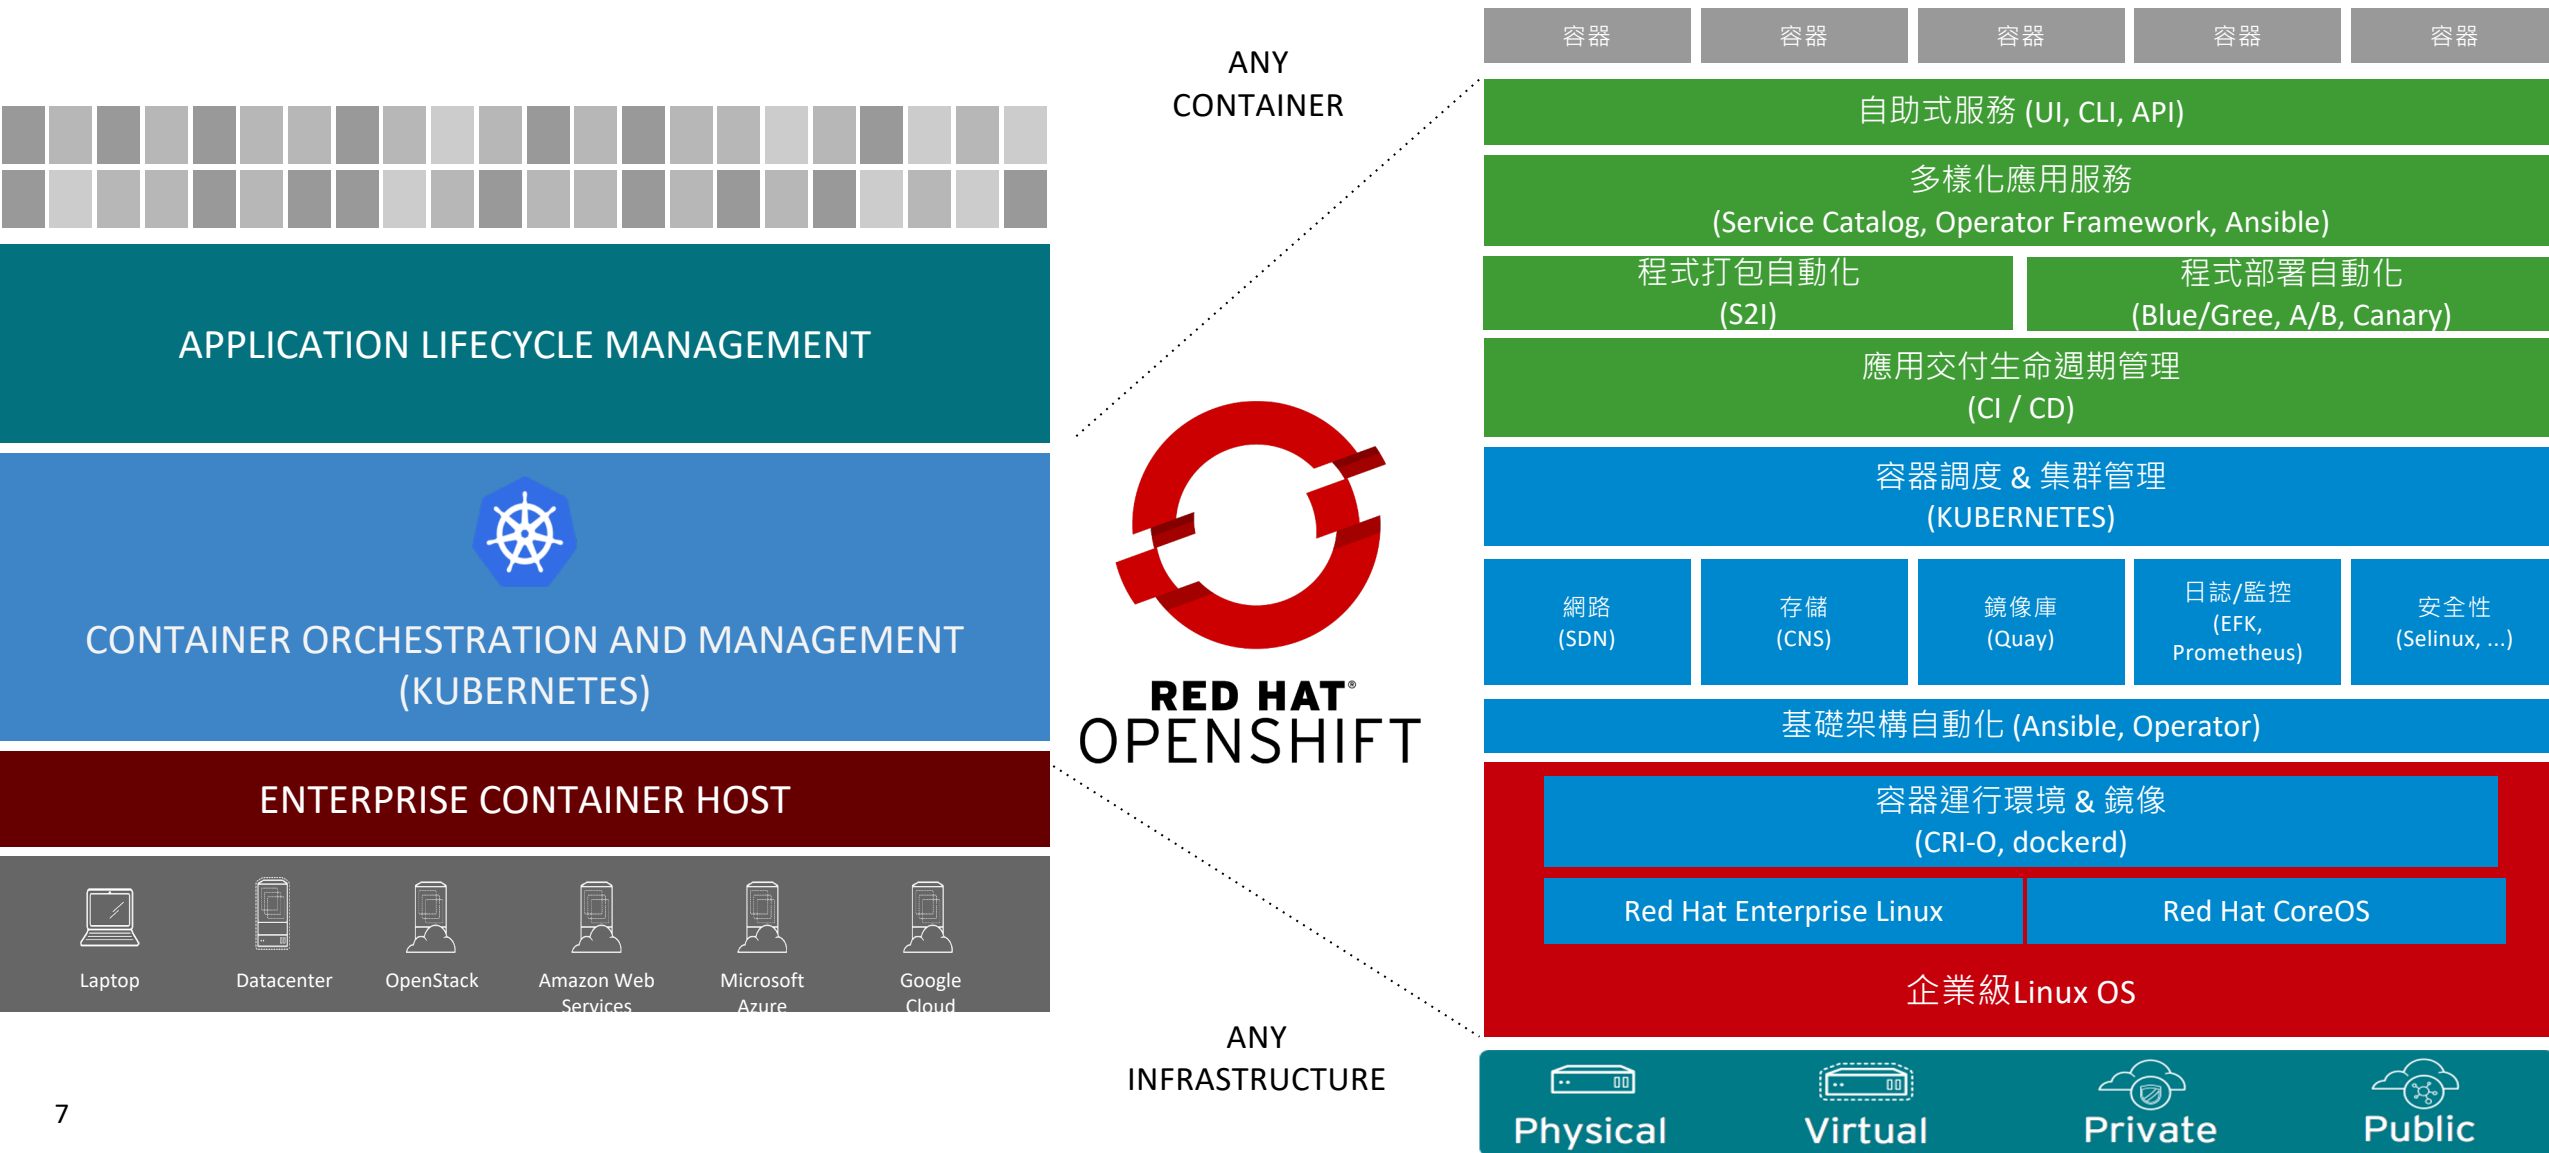 APPLICATION LIFECYCLE MANAGEMENT
CONTAINER ORCHESTRATION AND MANAGEMENT
(KUBERNETES)
ENTERPRISE CONTAINER HOST
Laptop
Datacenter
OpenStack
Amazon Web
Services
Microsoft
Azure
Google
Cloud
7
ANY
CONTAINER
RED HAT®
OPENSHIFT
ANY
INFRASTRUCTURE
容器
容器
容器
容器
容器
自助式服務 (UI, CLI, API)
多樣化應用服務
(Service Catalog, Operator Framework, Ansible)
程式打包自動化
(S2I)
程式部署自動化
(Blue/Gree, A/B, Canary)
應用交付生命週期管理
(CI / CD)
容器調度 & 集群管理
(KUBERNETES)
網路
(SDN)
存儲
(CNS)
鏡像庫
(Quay)
日誌/監控
(EFK,
Prometheus)
安全性
(Selinux, ...)
基礎架構自動化 (Ansible, Operator)
容器運行環境 & 鏡像
(CRI-O, dockerd)
Red Hat Enterprise Linux
Red Hat CoreOS
企業級Linux OS
Physical
Virtual
Private
Public